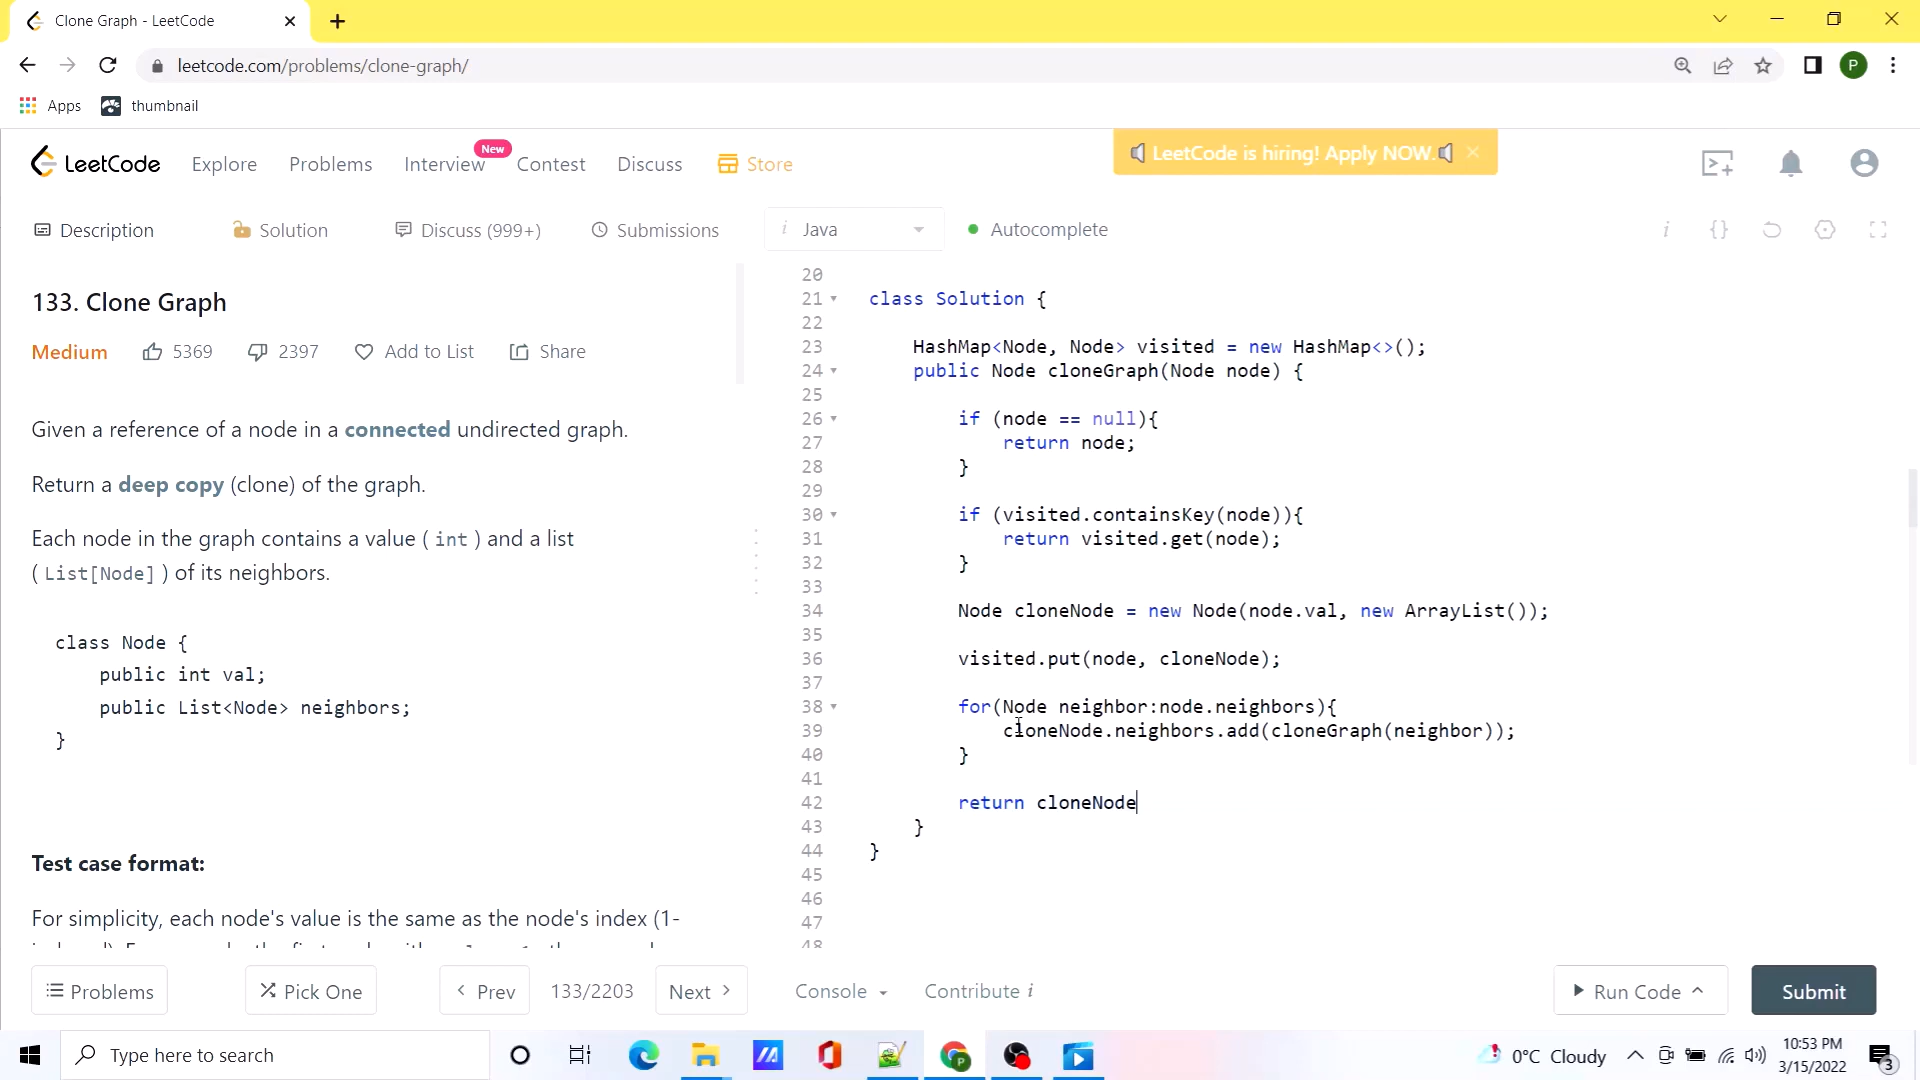 Clone Graph - LeetCode
leetcode.com/problems/clone-graph/
P
Apps
thumbnail
LeetCode
Explore
Problems
Interview
New
Contest
Discuss
Store
LeetCode is hiring! Apply NOW.
Description
Solution
Discuss (999+)
Submissions
i Java
Autocomplete
133. Clone Graph
Medium
5369
2397
Add to List
Share
Given a reference of a node in a connected undirected graph.
Return a deep copy (clone) of the graph.
Each node in the graph contains a value ( int ) and a list
( List[Node] ) of its neighbors.
class Node {
public int val;
public List<Node> neighbors;
}
Test case format:
For simplicity, each node's value is the same as the node's index (1-
20
21 class Solution {
22
23 HashMap<Node, Node> visited = new HashMap<>();
24 public Node cloneGraph(Node node) {
25
26 if (node == null){
27 return node;
28 }
29
30 if (visited.containsKey(node)){
31 return visited.get(node);
32 }
33
34 Node cloneNode = new Node(node.val, new ArrayList());
35
36 visited.put(node, cloneNode);
37
38 for(Node neighbor:node.neighbors){
39 cloneNode.neighbors.add(cloneGraph(neighbor));
40 }
41
42 return cloneNode
43 }
44 }
45
46
47
48
Problems
Pick One
Prev
133/2203
Next
Console
Contribute i
Run Code
Submit
Type here to search
0°C Cloudy
10:53 PM
3/15/2022
3